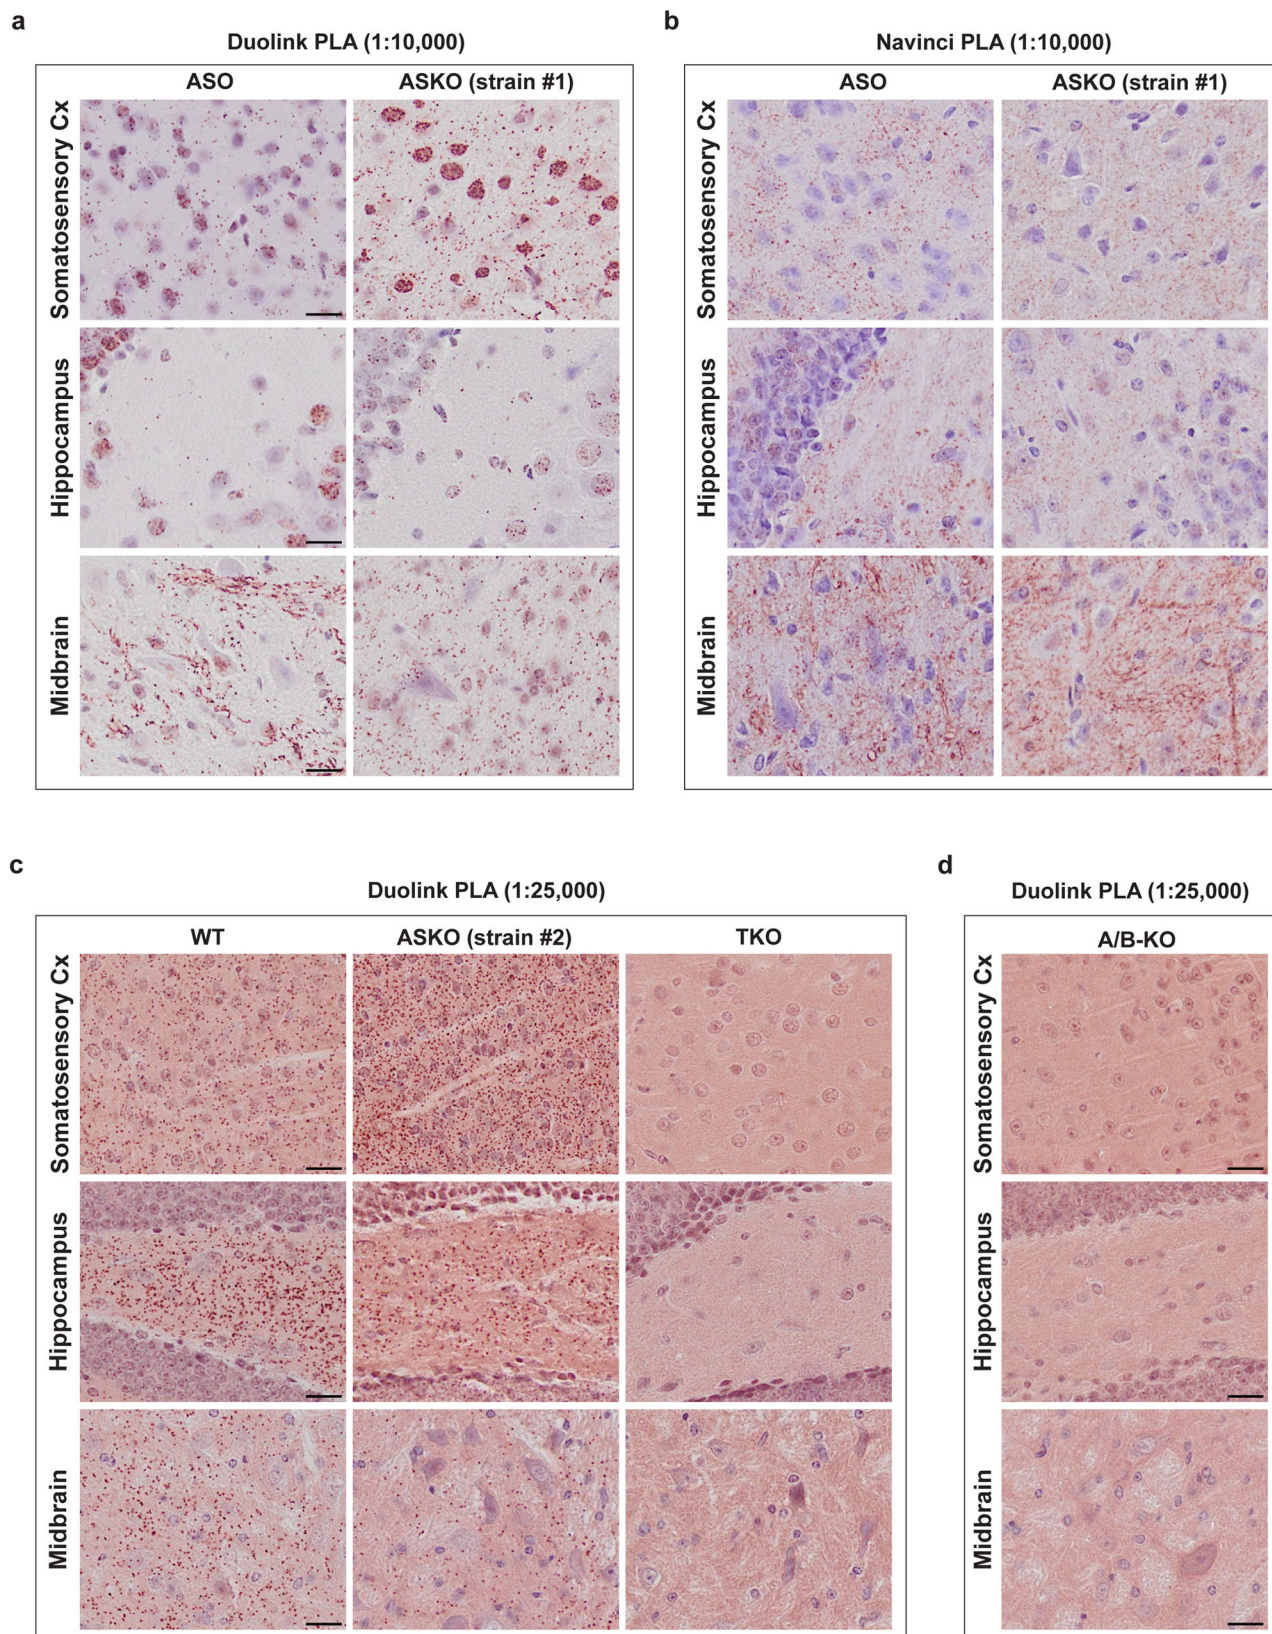 a
Duolink PLA (1:10,000)
ASO
ASKO (strain #1)
Somatosensory Cx
Hippocampus
Midbrain
b
Navinci PLA (1:10,000)
ASO
ASKO (strain #1)
Somatosensory Cx
Hippocampus
Midbrain
c
Duolink PLA (1:25,000)
WT
ASKO (strain #2)
TKO
Somatosensory Cx
Hippocampus
Midbrain
d
Duolink PLA (1:25,000)
A/B-KO
Somatosensory Cx
Hippocampus
Midbrain